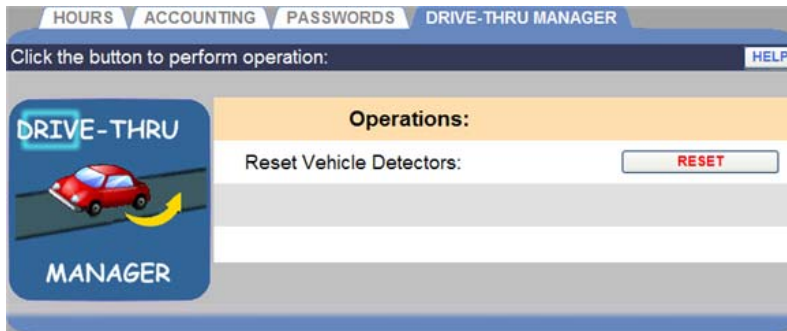 HOURS ACCOUNTING PASSWORDS DRIVE-THRU MANAGER
Click the button to perform operation: HELP
DRIVE-THRU
MANAGER
Operations:
Reset Vehicle Detectors: RESET